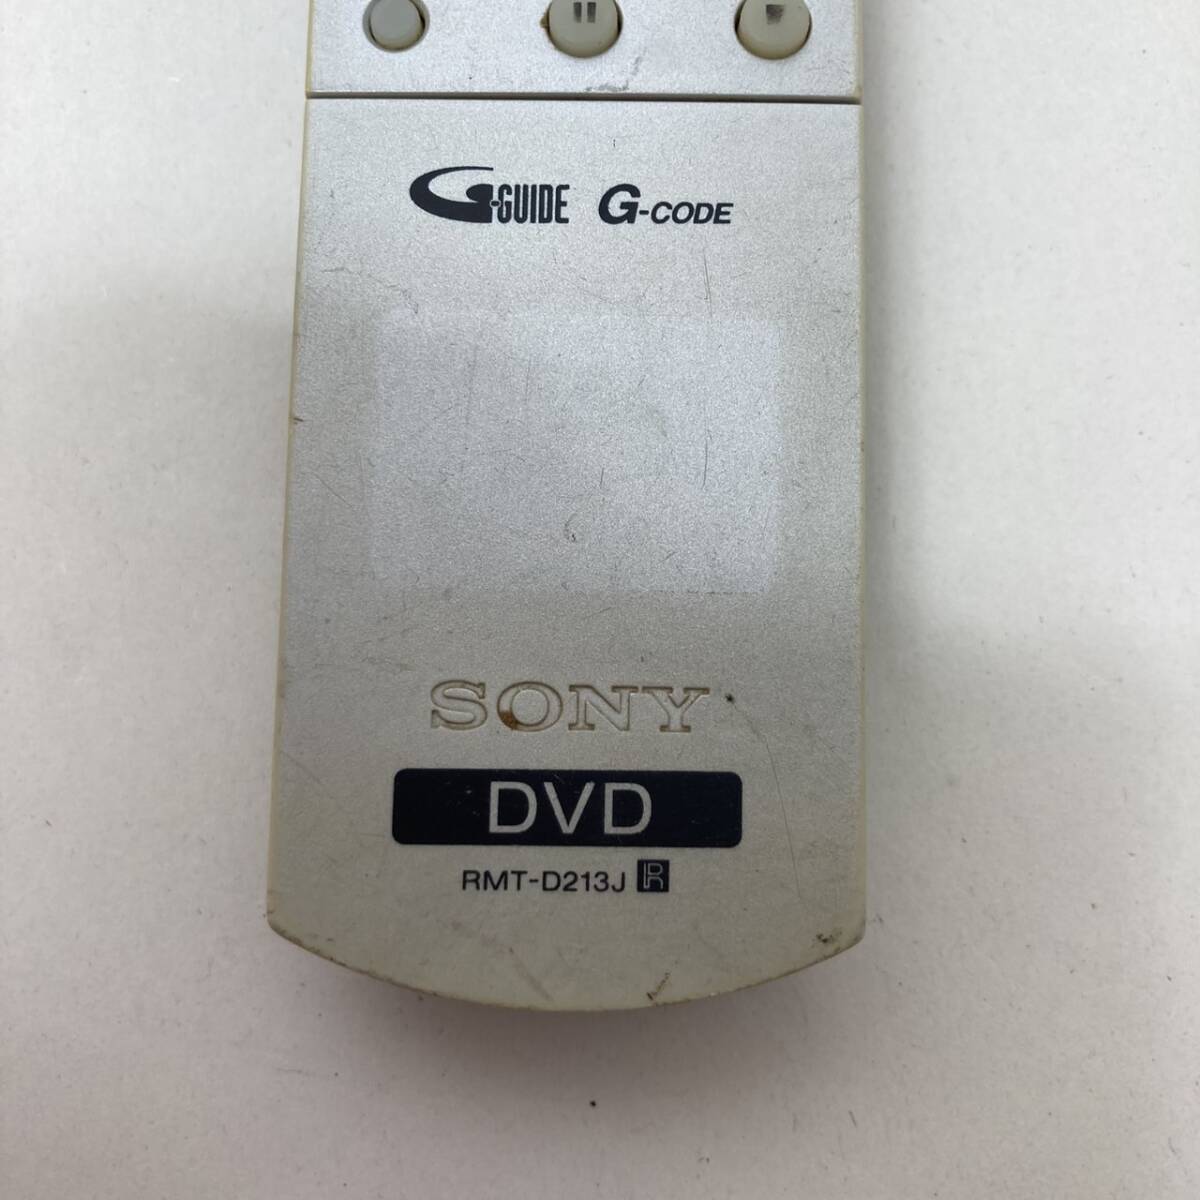 G-GUIDE G-CODE
SONY
DVD
RMT-D213J R